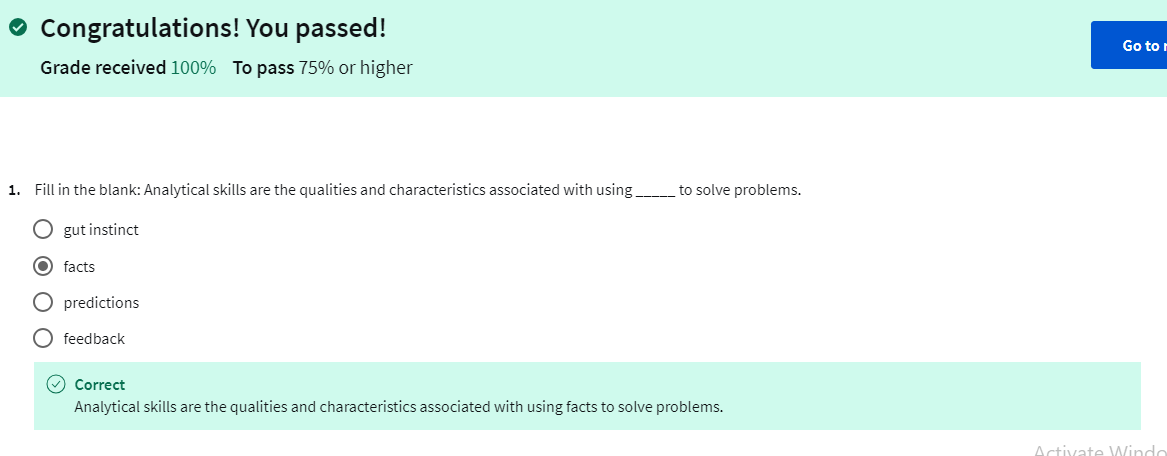 Congratulations! You passed!
Grade received 100% To pass 75% or higher
Go to
1. Fill in the blank: Analytical skills are the qualities and characteristics associated with using _____ to solve problems.
gut instinct
facts
predictions
feedback
Correct
Analytical skills are the qualities and characteristics associated with using facts to solve problems.
Activate Windo